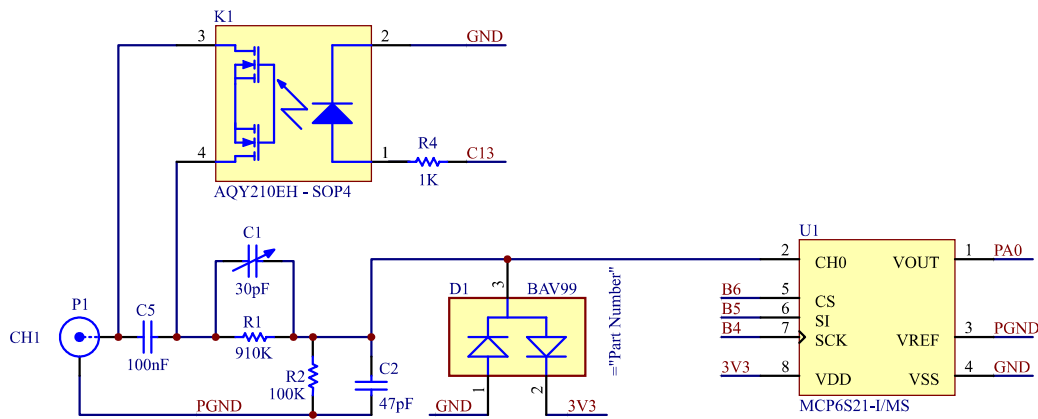 K1
3
2
GND
4
1
R4
C13
1K
AQY210EH - SOP4
C1
30pF
P1
CH1
C5
100nF
R1
910K
R2
100K
C2
47pF
PGND
D1
BAV99
3
1
2
GND
3V3
="Part Number"
U1
2
CH0
VOUT
1
PA0
B6
5
CS
B5
6
SI
B4
7
SCK
VREF
3
PGND
3V3
8
VDD
VSS
4
GND
MCP6S21-I/MS